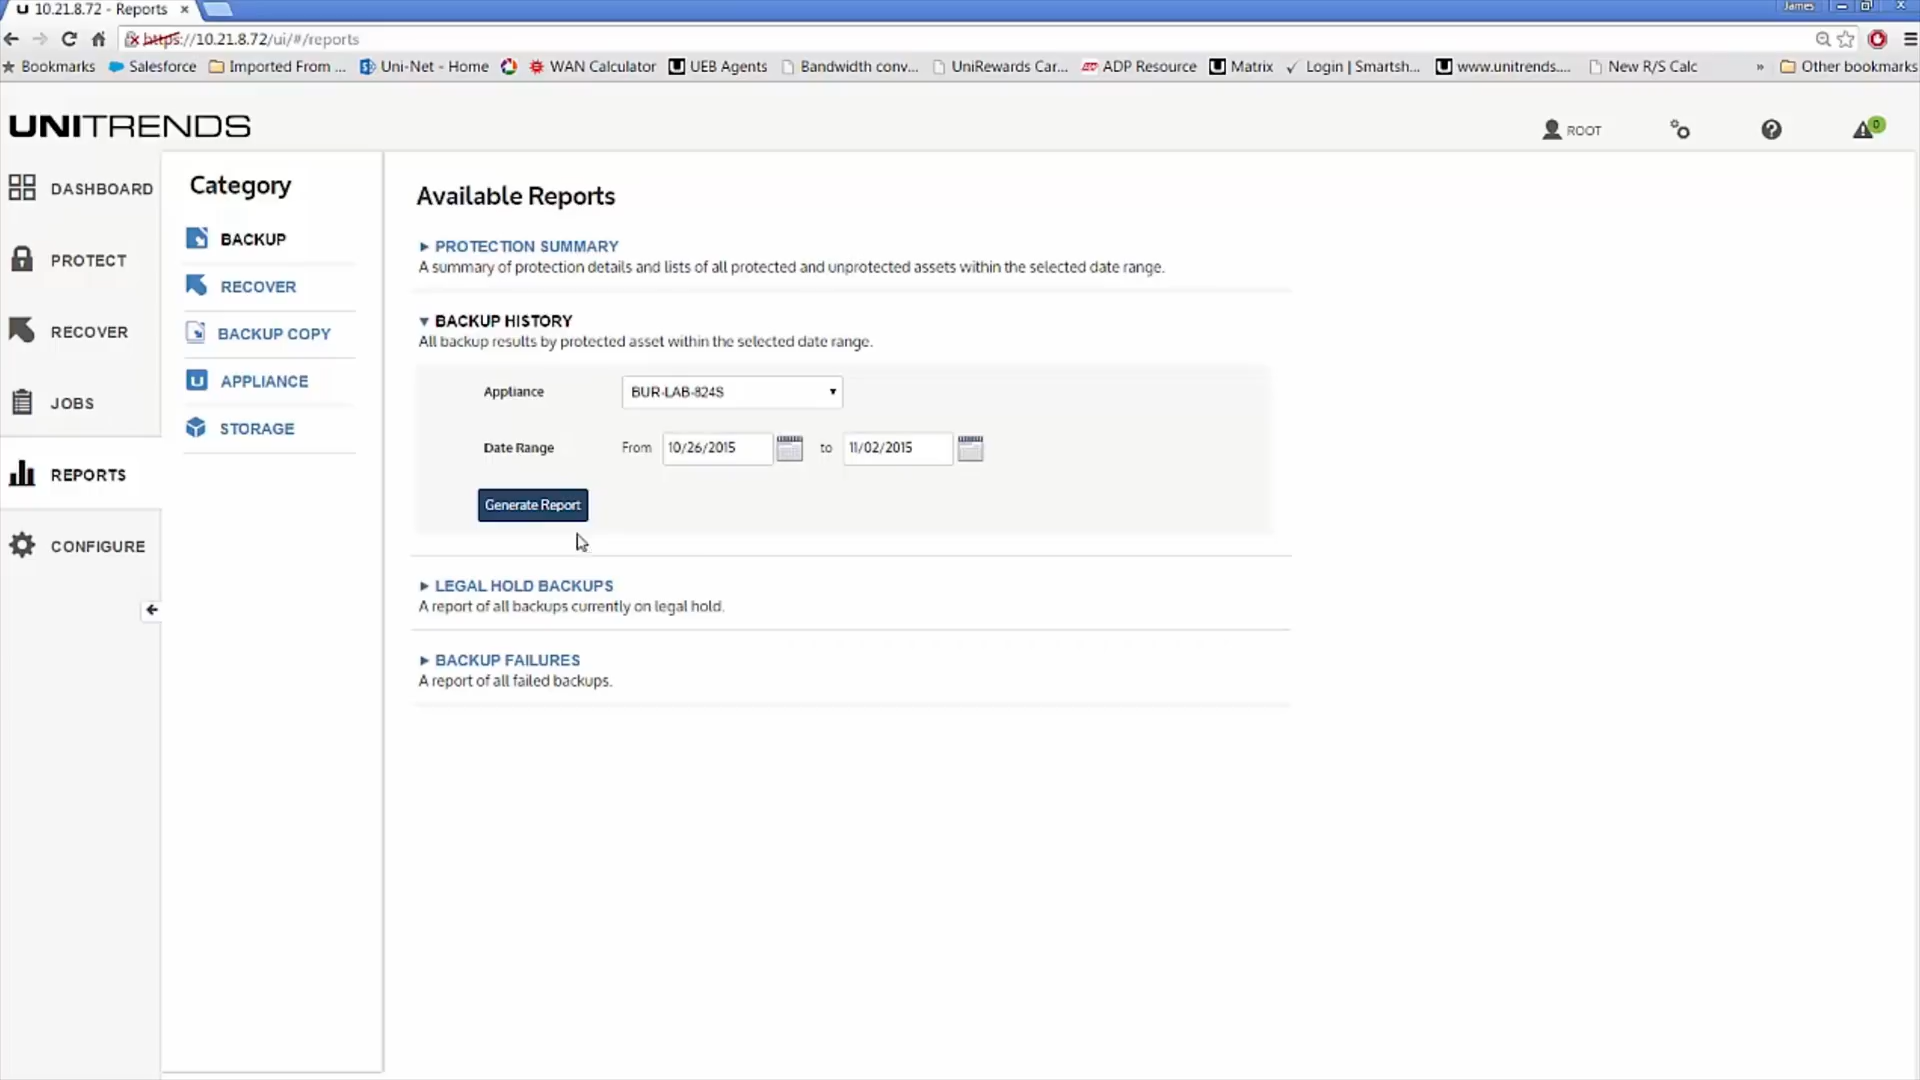 10.21.8.72 - Reports
James
https://10.21.8.72/ui/#/reports
Bookmarks Salesforce Imported From ... Uni-Net - Home WAN Calculator UEB Agents Bandwidth conv... UniRewards Car... ADP Resource Matrix Login | Smartsh... www.unitrends.... New R/S Calc » Other bookmarks
UNITRENDS
ROOT
0
DASHBOARD
PROTECT
RECOVER
JOBS
REPORTS
CONFIGURE
Category
BACKUP
RECOVER
BACKUP COPY
APPLIANCE
STORAGE
Available Reports
PROTECTION SUMMARY
A summary of protection details and lists of all protected and unprotected assets within the selected date range.
BACKUP HISTORY
All backup results by protected asset within the selected date range.
Appliance BUR-LAB-824S
Date Range From 10/26/2015 to 11/02/2015
Generate Report
LEGAL HOLD BACKUPS
A report of all backups currently on legal hold.
BACKUP FAILURES
A report of all failed backups.